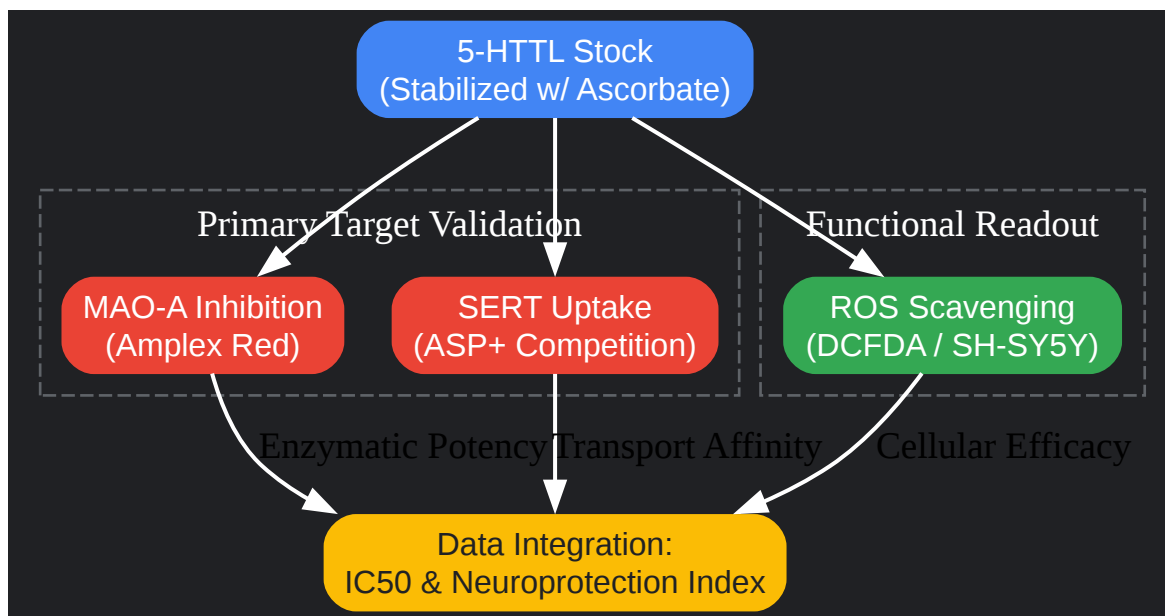 5-HTTL Stock
(Stabilized w/ Ascorbate)
Primary Target Validation
Functional Readout
MAO-A Inhibition
(Amplex Red)
SERT Uptake
(ASP+ Competition)
ROS Scavenging
(DCFDA / SH-SY5Y)
Enzymatic Potency
Transport Affinity
Cellular Efficacy
Data Integration:
IC50 & Neuroprotection Index